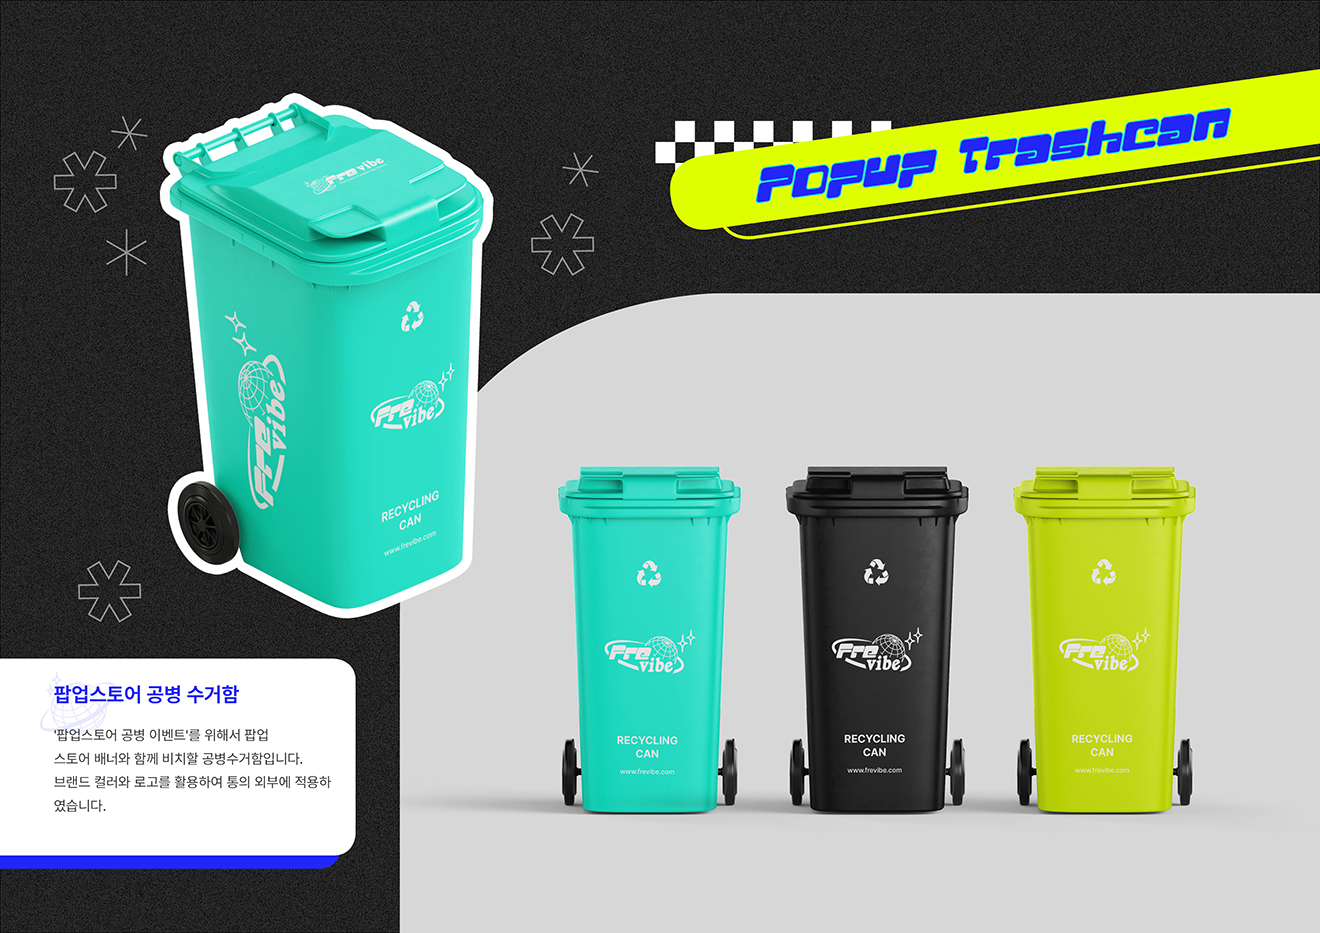 Popup Trashcan
Fre vibe
Fre
vibe
Fre
vibe
RECYCLING
CAN
www.frevibe.com
Fre
vibe
RECYCLING
CAN
www.frevibe.com
Fre
vibe
RECYCLING
CAN
www.frevibe.com
Fre
vibe
RECYCLING
CAN
www.frevibe.com
팝업스토어 공병 수거함
'팝업스토어 공병 이벤트'를 위해서 팝업
스토어 배너와 함께 비치할 공병수거함입니다.
브랜드 컬러와 로고를 활용하여 통의 외부에 적용하
였습니다.